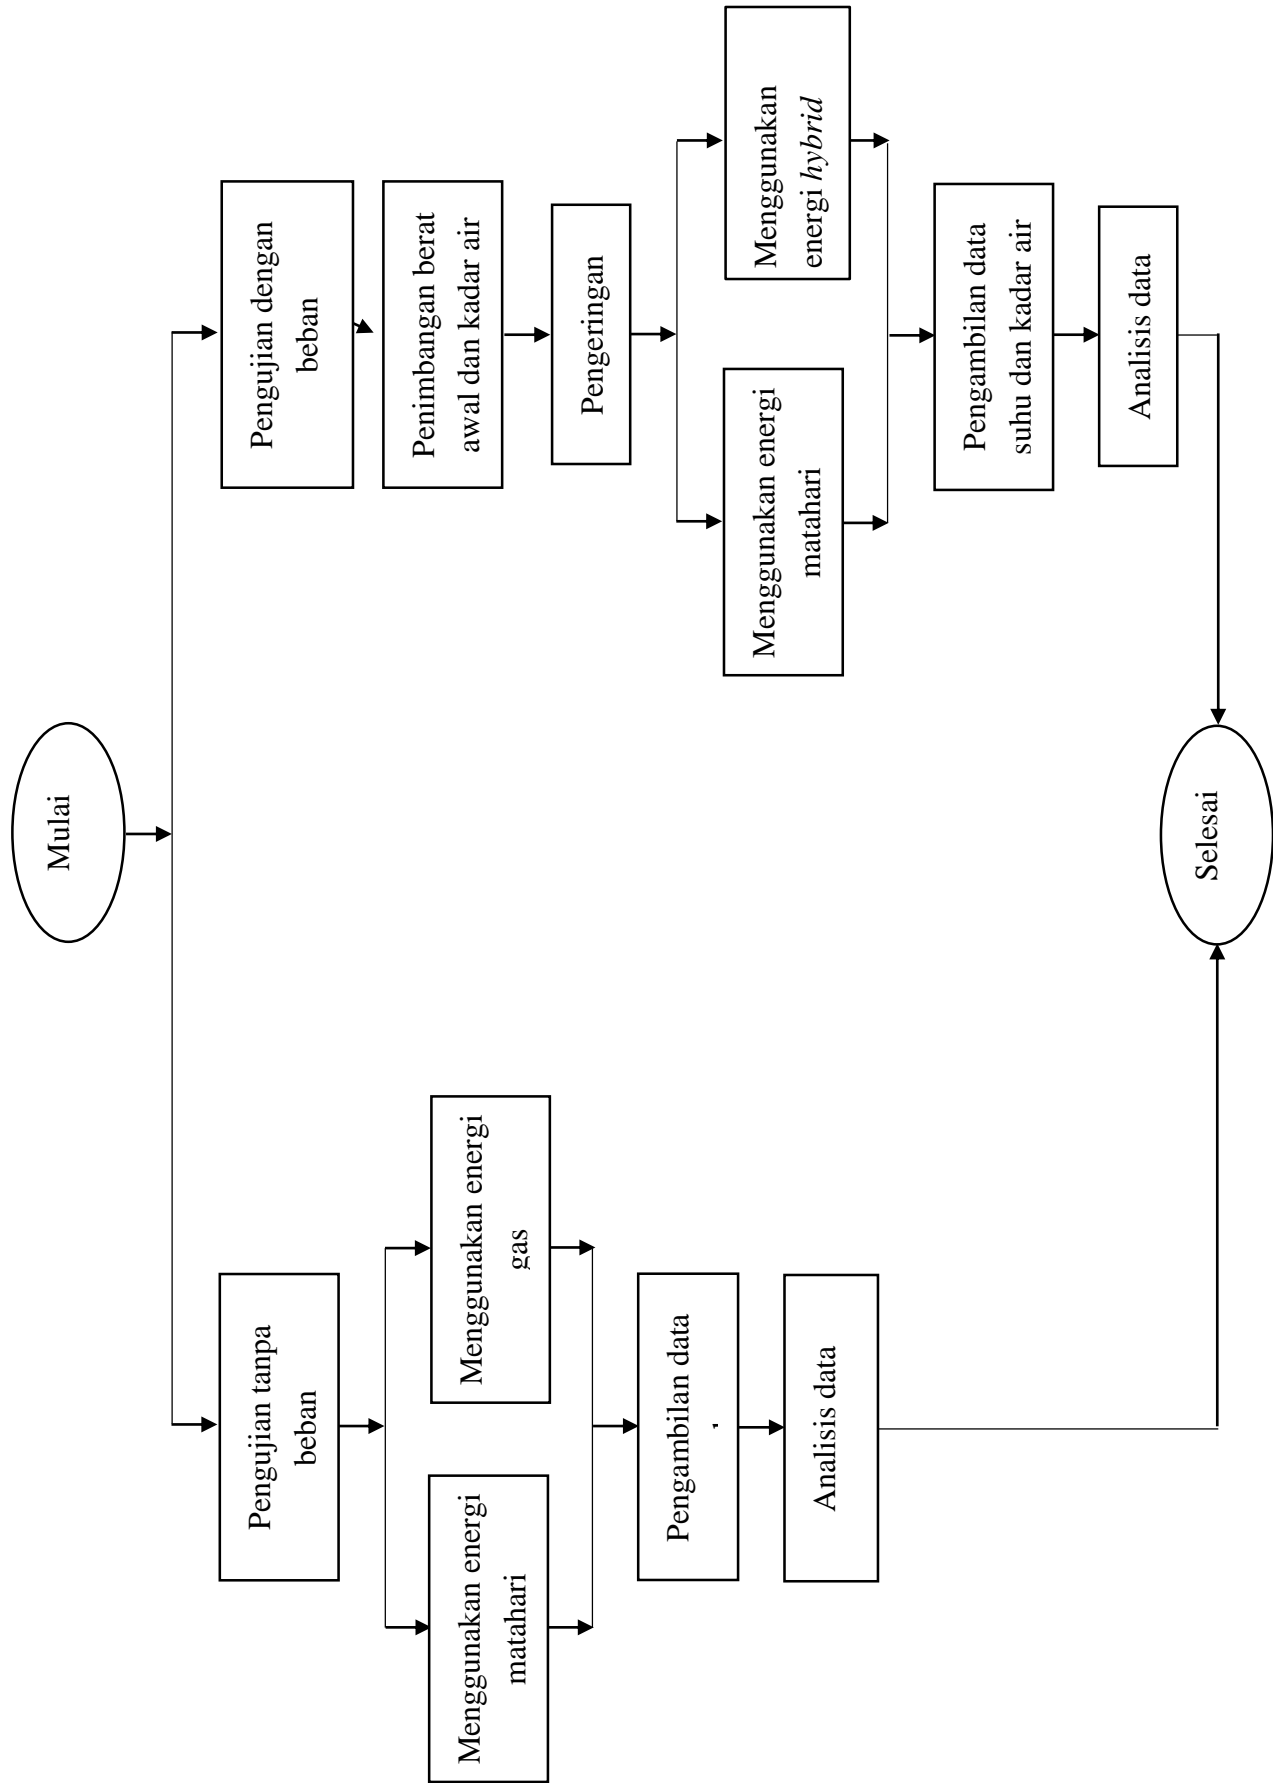 Mulai
Pengujian tanpa
beban
Menggunakan energi
matahari
Menggunakan energi
gas
Pengambilan data
Analisis data
Pengujian dengan
beban
Penimbangan berat
awal dan kadar air
Pengeringan
Menggunakan energi
matahari
Menggunakan
energi hybrid
Pengambilan data
suhu dan kadar air
Analisis data
Selesai